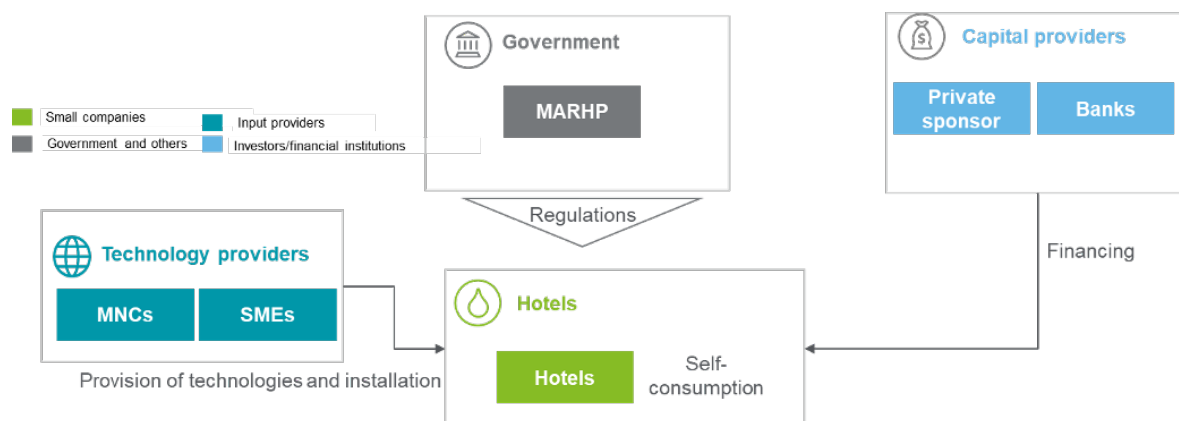 Government
MARHP
Capital providers
Private
sponsor
Banks
Small companies
Input providers
Government and others
Investors/financial institutions
Regulations
Technology providers
MNCs
SMEs
Financing
Hotels
Hotels
Self-
consumption
Provision of technologies and installation